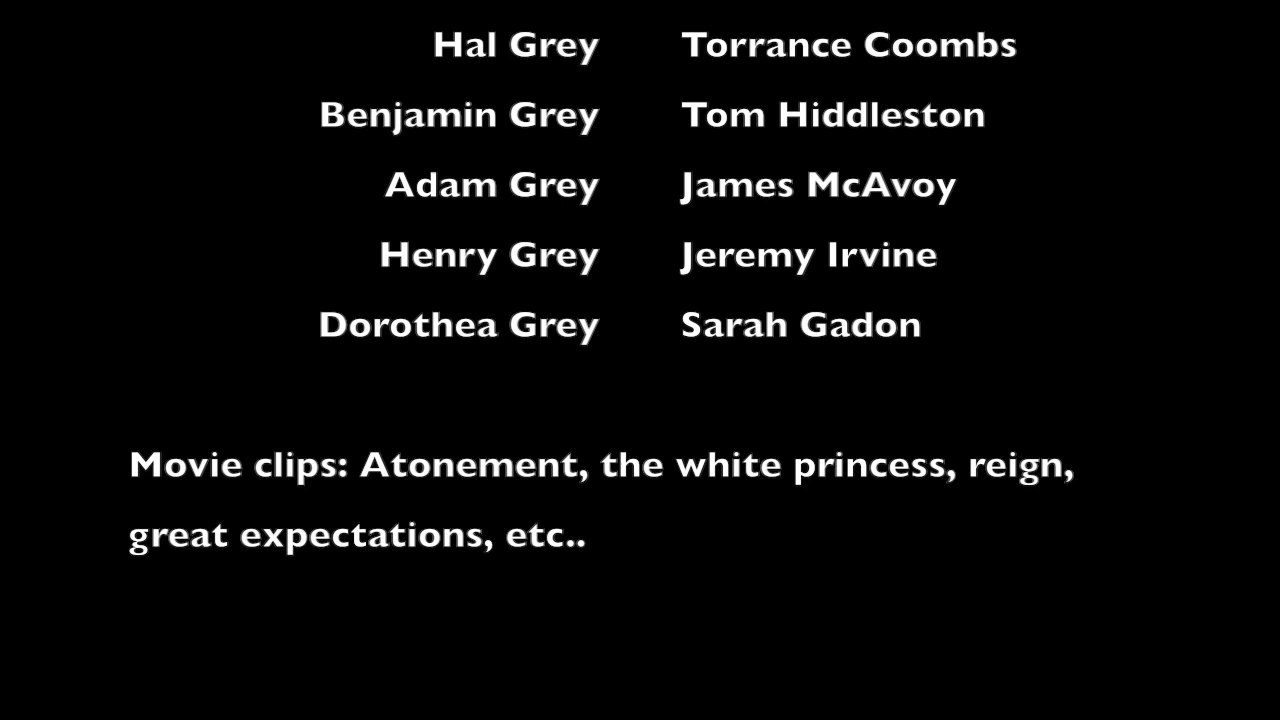 Hal Grey Torrance Coombs
Benjamin Grey Tom Hiddleston
Adam Grey James McAvoy
Henry Grey Jeremy Irvine
Dorothea Grey Sarah Gadon
Movie clips: Atonement, the white princess, reign,
great expectations, etc..